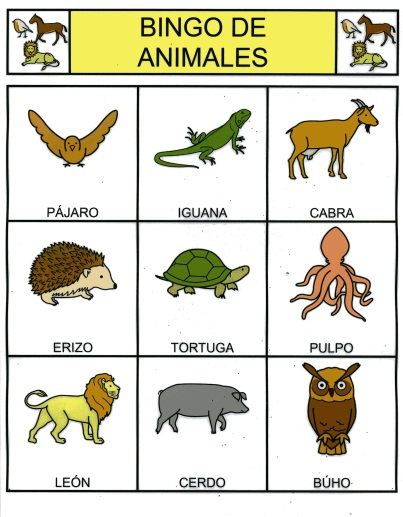 BINGO DE
ANIMALES
PÁJARO IGUANA CABRA
ERIZO TORTUGA PULPO
LEÓN CERDO BÚHO